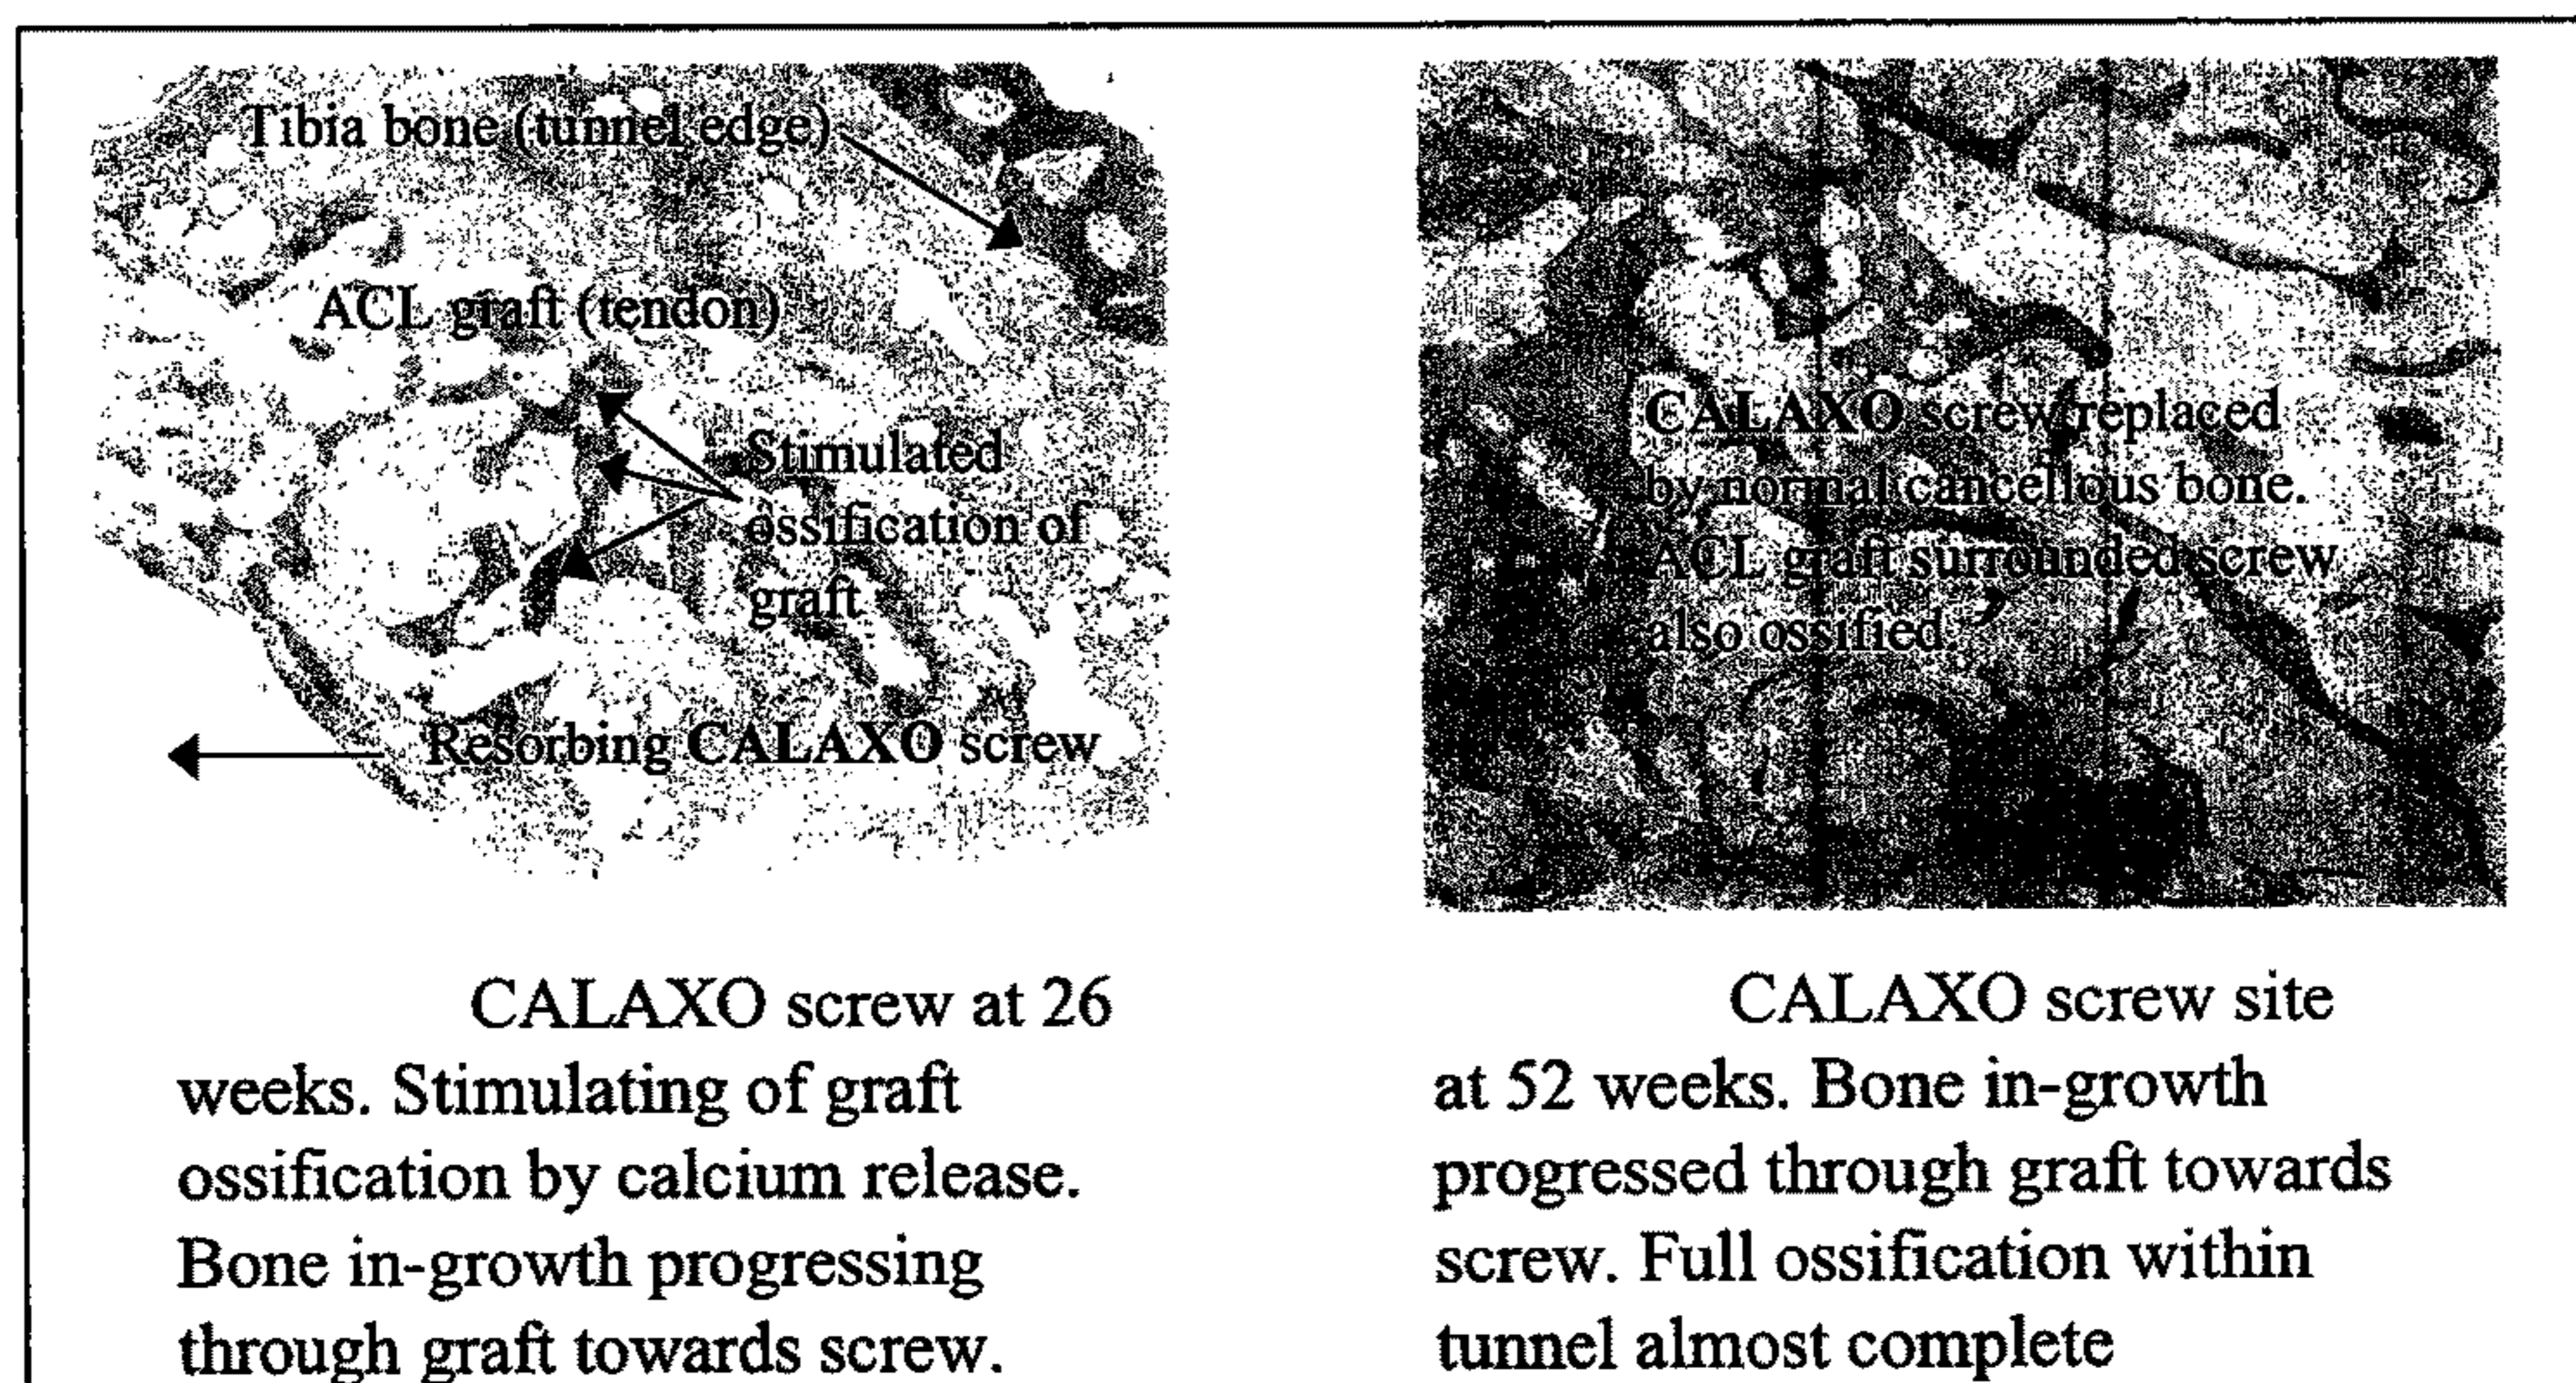 Tibia bone (tunnel edge)
ACL graft (tendon)
Stimulated
ossification of
graft
Resorbing CALAXO screw
CALAXO screw replaced
by normal cancellous bone.
ACL graft surrounded screw
also ossified.
CALAXO screw at 26
weeks. Stimulating of graft
ossification by calcium release.
Bone in-growth progressing
through graft towards screw.
CALAXO screw site
at 52 weeks. Bone in-growth
progressed through graft towards
screw. Full ossification within
tunnel almost complete